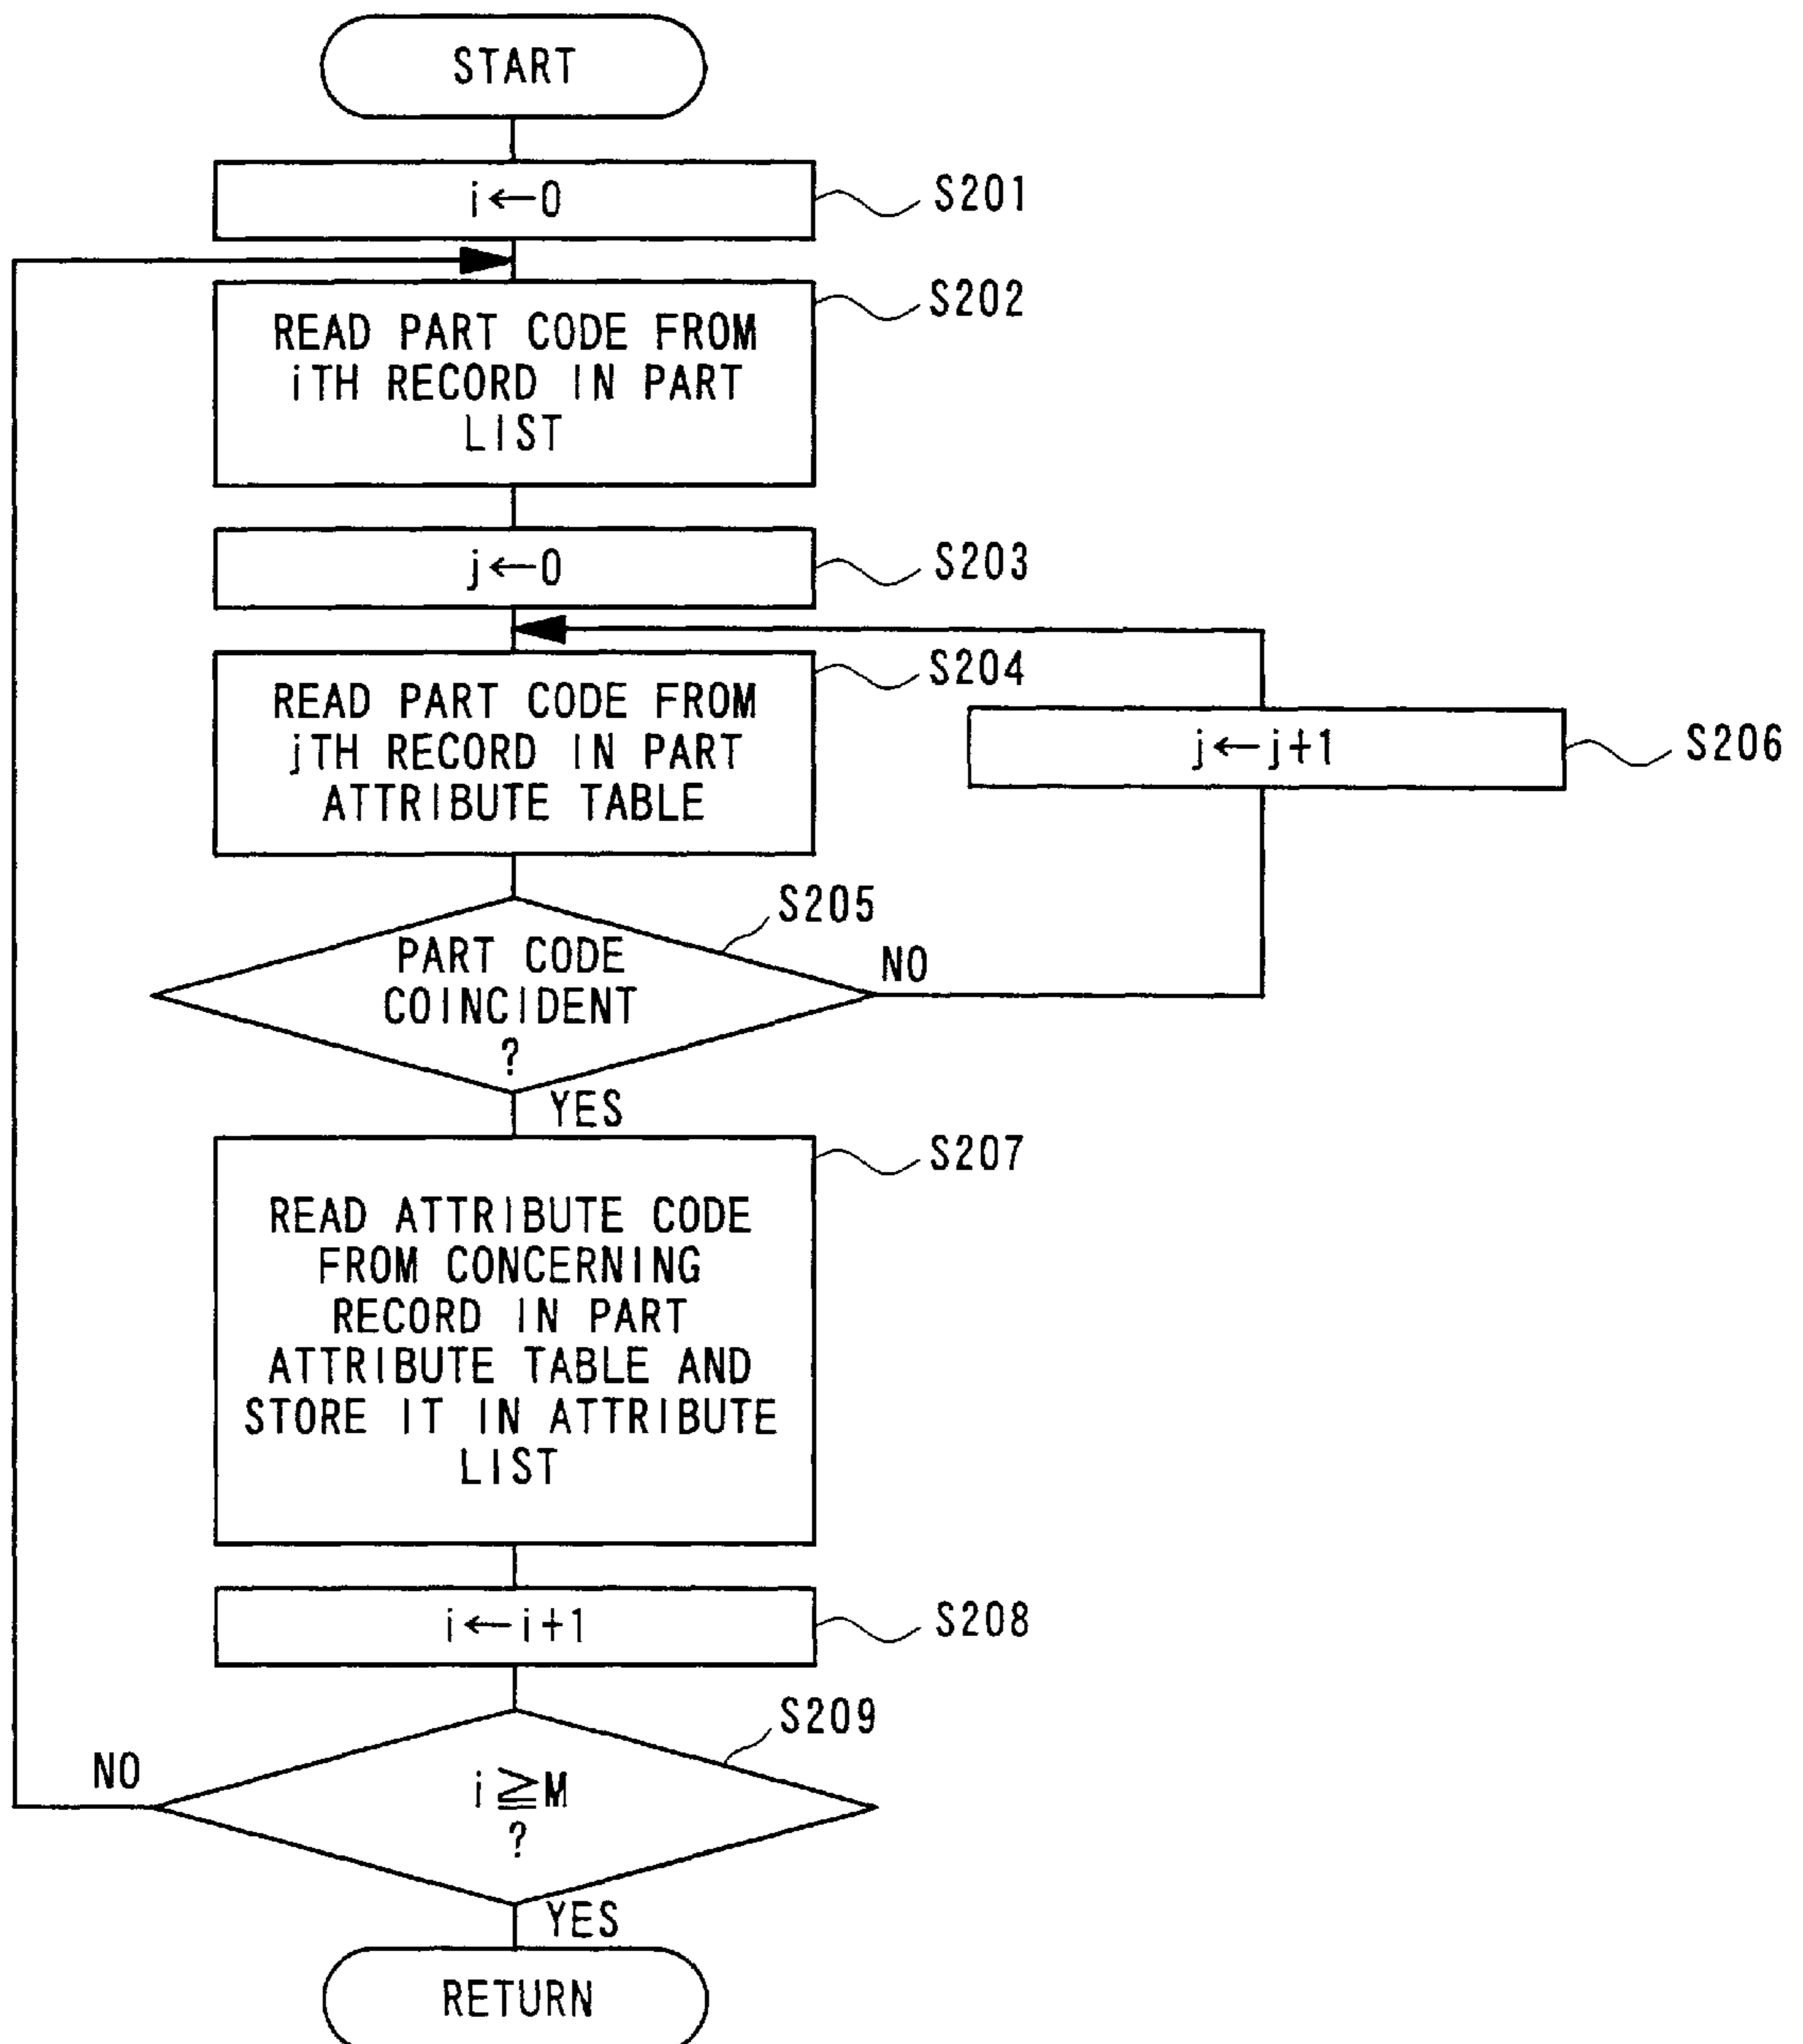 START
i←0
S201
S202
READ PART CODE FROM
iTH RECORD IN PART
LIST
j←0
S203
S204
READ PART CODE FROM
jTH RECORD IN PART
ATTRIBUTE TABLE
j←j+1
S206
S205
PART CODE
COINCIDENT
?
NO
YES
S207
READ ATTRIBUTE CODE
FROM CONCERNING
RECORD IN PART
ATTRIBUTE TABLE AND
STORE IT IN ATTRIBUTE
LIST
i←i+1
S208
S209
NO
i≧M
?
YES
RETURN